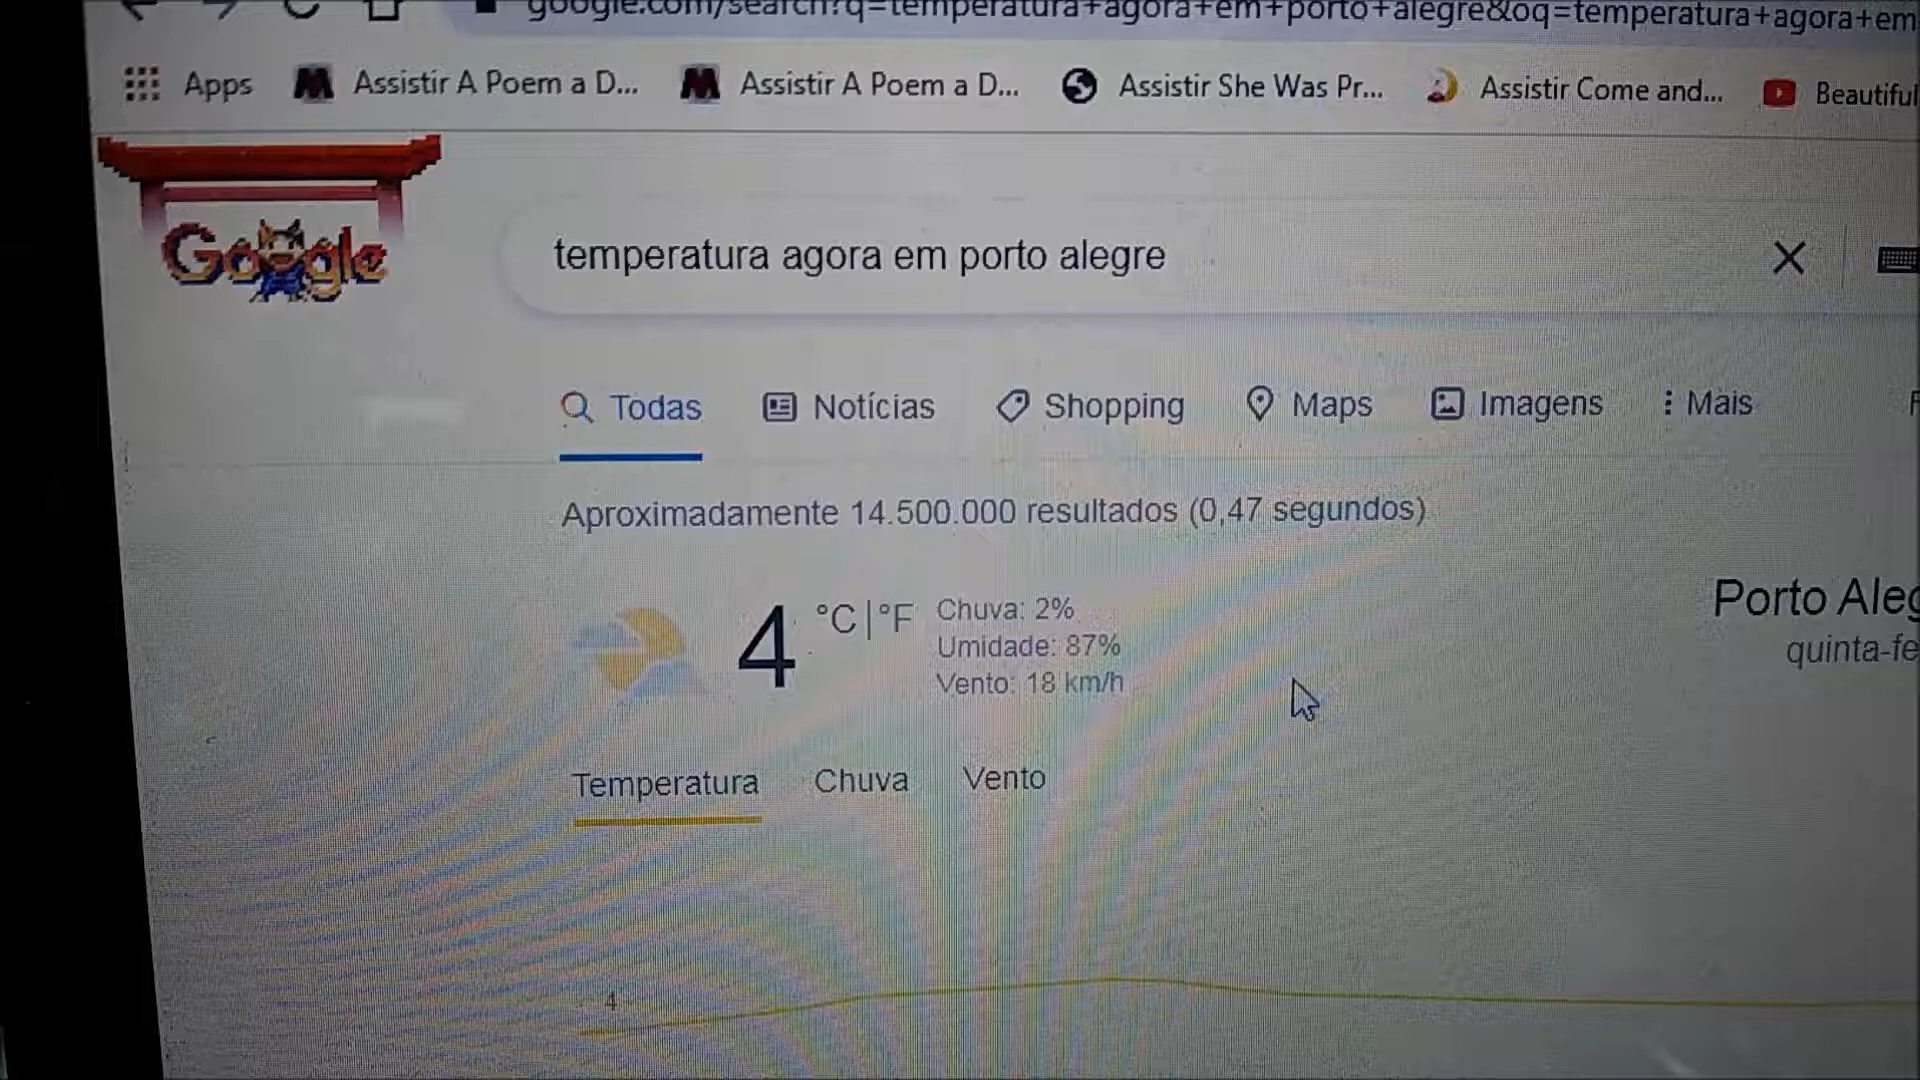 google.com/search?q=temperatura+agora+em+porto+alegre&oq=temperatura+agora+em
Apps Assistir A Poem a D... Assistir A Poem a D... Assistir She Was Pr... Assistir Come and... Beautiful
Google
temperatura agora em porto alegre
Todas Notícias Shopping Maps Imagens Mais
Aproximadamente 14.500.000 resultados (0,47 segundos)
4 °C|°F
Chuva: 2%
Umidade: 87%
Vento: 18 km/h
Porto Aleg
quinta-fe
Temperatura Chuva Vento
4